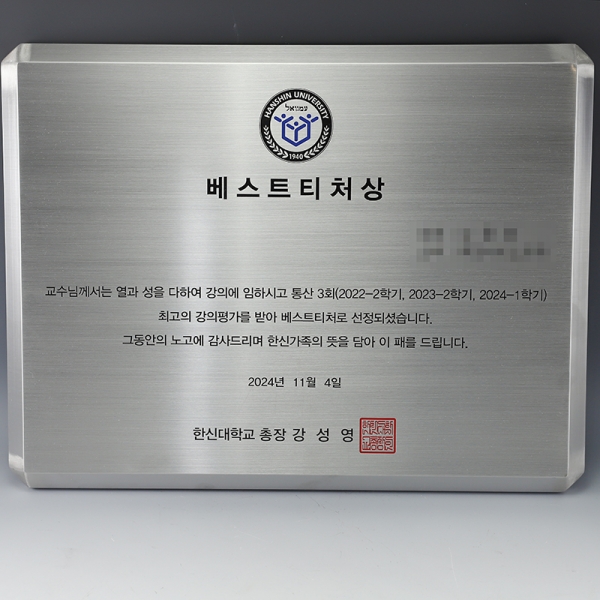 HANSHIN UNIVERSITY
עמנואל
1940
베스트티처상
교수님께서는 열과 성을 다하여 강의에 임하시고 통산 3회(2022-2학기, 2023-2학기, 2024-1학기)
최고의 강의평가를 받아 베스트티처로 선정되셨습니다.
그동안의 노고에 감사드리며 한신가족의 뜻을 담아 이 패를 드립니다.
2024년 11월 4일
한신대학교 총장 강 성 영